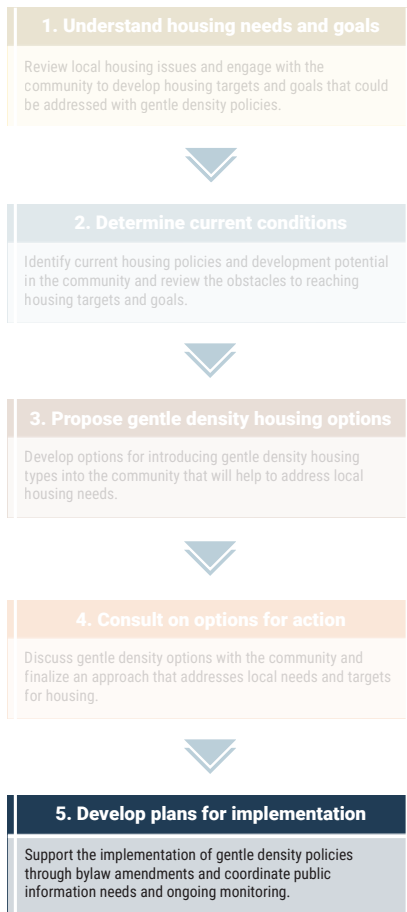 1. Understand housing needs and goals
Review local housing issues and engage with the
community to develop housing targets and goals that could
be addressed with gentle density policies.
2. Determine current conditions
Identify current housing policies and development potential
in the community and review the obstacles to reaching
housing targets and goals.
3. Propose gentle density housing options
Develop options for introducing gentle density housing
types into the community that will help to address local
housing needs.
4. Consult on options for action
Discuss gentle density options with the community and
finalize an approach that addresses local needs and targets
for housing.
5. Develop plans for implementation
Support the implementation of gentle density policies
through bylaw amendments and coordinate public
information needs and ongoing monitoring.